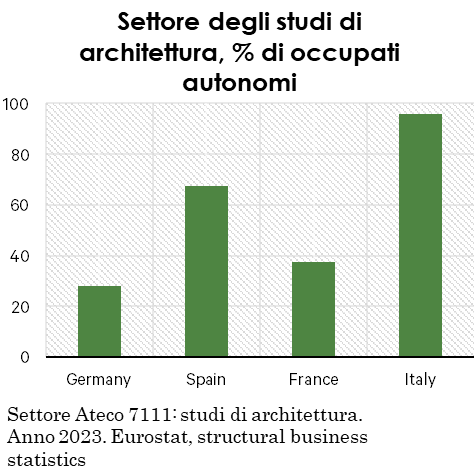 Settore degli studi di
architettura, % di occupati
autonomi
100
80
60
40
20
0
Germany Spain France Italy
Settore Ateco 7111: studi di architettura.
Anno 2023. Eurostat, structural business
statistics